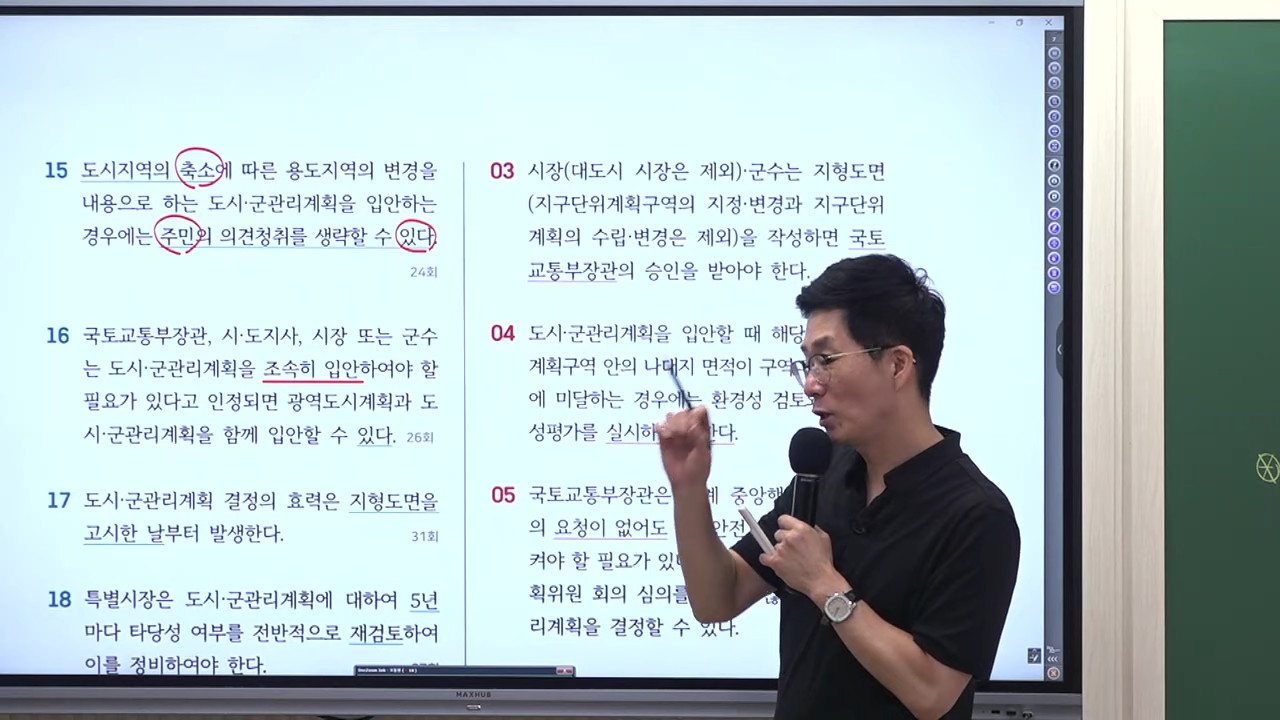 15 도시지역의 축소에 따른 용도지역의 변경을
내용으로 하는 도시·군관리계획을 입안하는
경우에는 주민의 의견청취를 생략할 수 있다.
24회
16 국토교통부장관, 시·도지사, 시장 또는 군수
는 도시·군관리계획을 조속히 입안하여야 할
필요가 있다고 인정되면 광역도시계획과 도
시·군관리계획을 함께 입안할 수 있다. 26회
17 도시·군관리계획 결정의 효력은 지형도면을
고시한 날부터 발생한다. 31회
18 특별시장은 도시·군관리계획에 대하여 5년
마다 타당성 여부를 전반적으로 재검토하여
이를 정비하여야 한다.
03 시장(대도시 시장은 제외)·군수는 지형도면
(지구단위계획구역의 지정·변경과 지구단위
계획의 수립·변경은 제외)을 작성하면 국토
교통부장관의 승인을 받아야 한다.
04 도시·군관리계획을 입안할 때 해당
계획구역 안의 나대지 면적이 구역
에 미달하는 경우에는 환경성 검토
성평가를
05 국토교통부장관은 중앙행
의 요청이 없어도 안전
켜야 할 필요가
획위원 회의 심의를
리계획을 결정할 수 있다.
MAXHUB